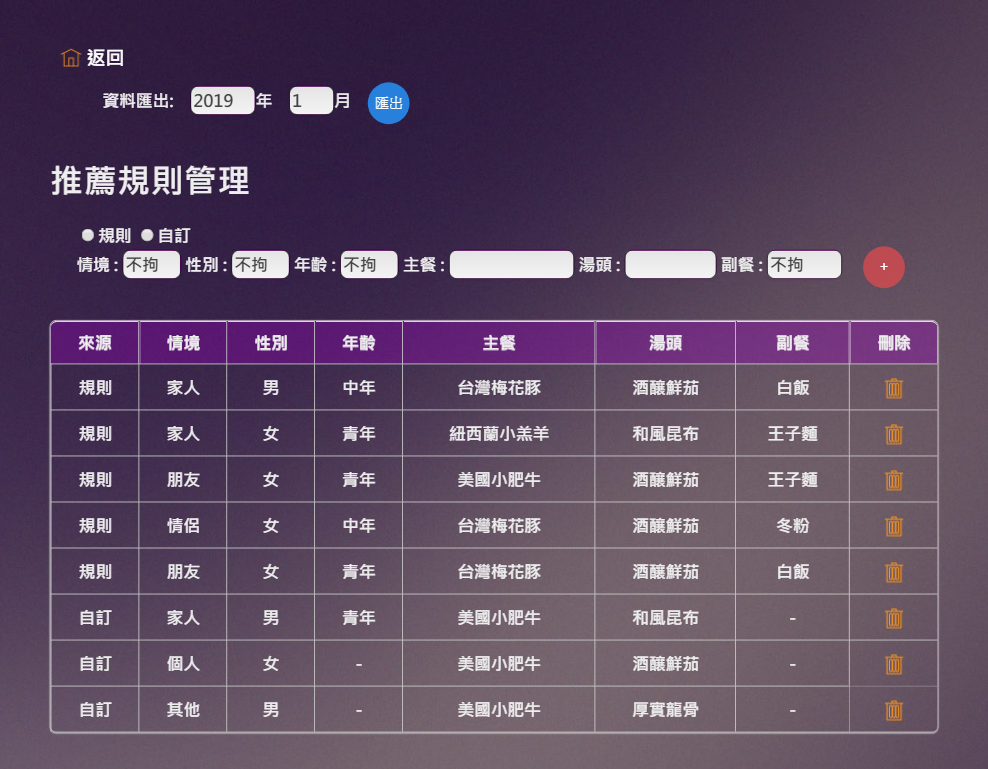 返回
資料匯出: 2019 年 1 月 匯出
推薦規則管理
規則 自訂
情境 : 不拘 性別 : 不拘 年齡 : 不拘 主餐 : 湯頭 : 副餐 : 不拘 +
來源 情境 性別 年齡 主餐 湯頭 副餐 刪除
規則 家人 男 中年 台灣梅花豚 酒釀鮮茄 白飯
規則 家人 女 青年 紐西蘭小羔羊 和風昆布 王子麵
規則 朋友 女 青年 美國小肥牛 酒釀鮮茄 王子麵
規則 情侶 女 中年 台灣梅花豚 酒釀鮮茄 冬粉
規則 朋友 女 青年 台灣梅花豚 酒釀鮮茄 白飯
自訂 家人 男 青年 美國小肥牛 和風昆布 -
自訂 個人 女 - 美國小肥牛 酒釀鮮茄 -
自訂 其他 男 - 美國小肥牛 厚實龍骨 -